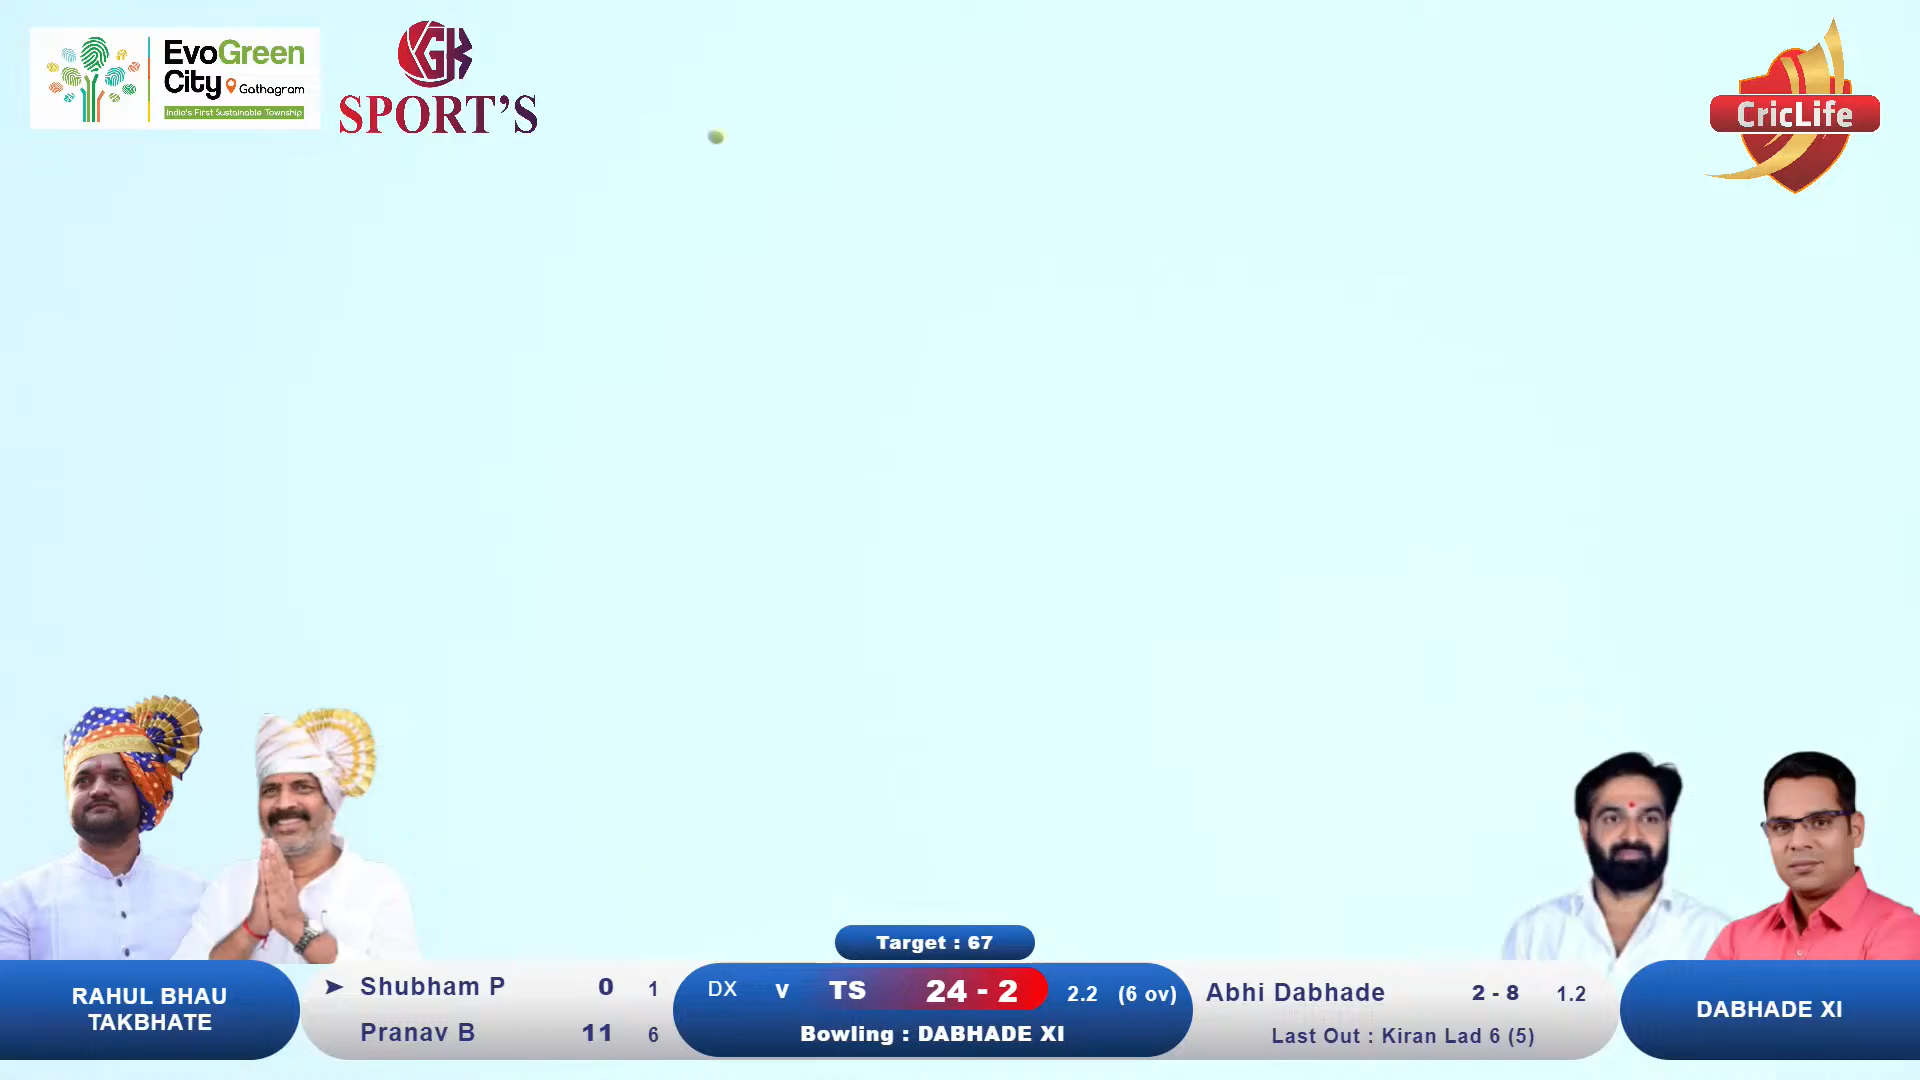 EvoGreen
City Gathagram
India's First Sustainable Township
GK
SPORT'S
CricLife
Target : 67
RAHUL BHAU
TAKBHATE
➤ Shubham P 0 1
Pranav B 11 6
DX v TS 24 - 2 2.2 (6 ov)
Bowling : DABHADE XI
Abhi Dabhade 2 - 8 1.2
Last Out : Kiran Lad 6 (5)
DABHADE XI